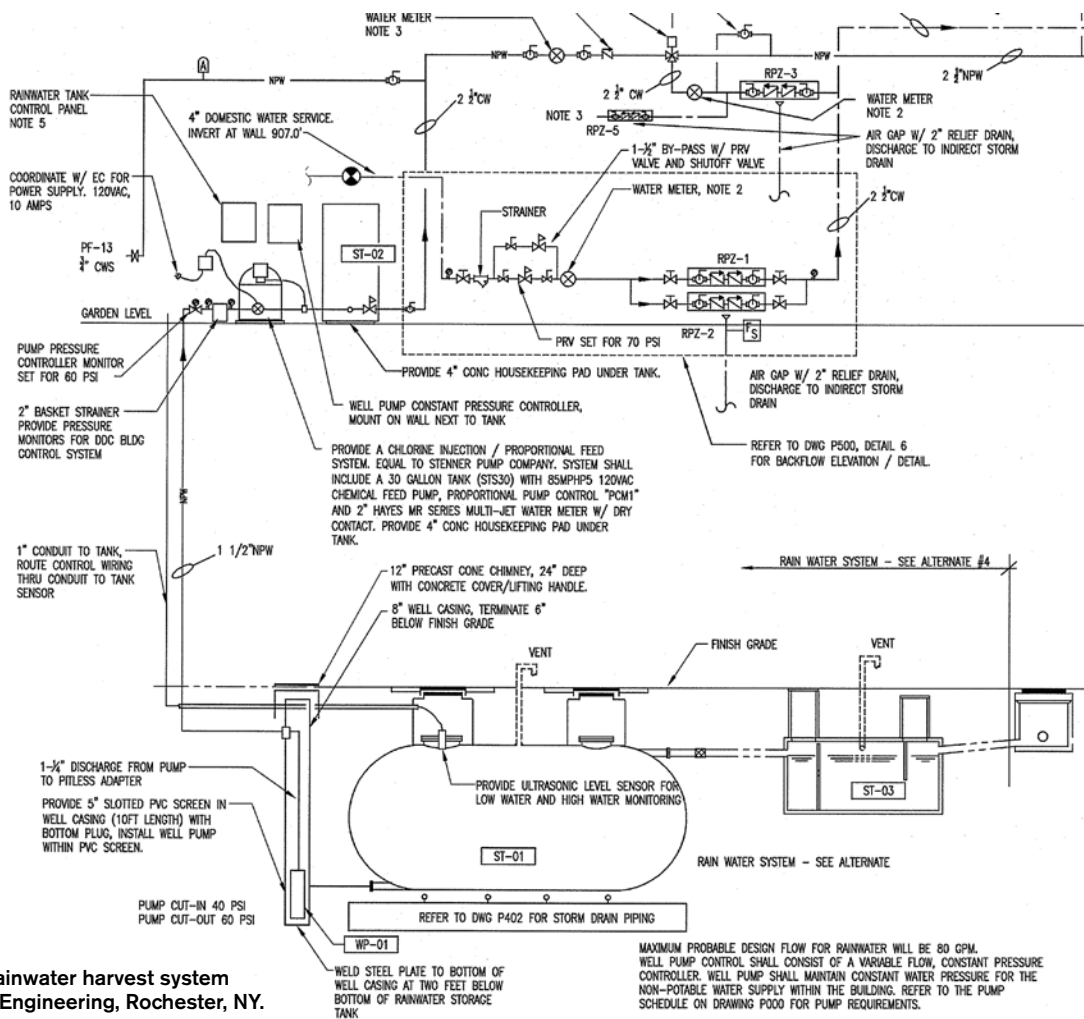 WATER METER
NOTE 3
NPW
NPW
A
NPW
RPZ-3
2 ½"NPW
RAINWATER TANK
CONTROL PANEL
NOTE 5
4" DOMESTIC WATER SERVICE.
INVERT AT WALL 907.0'
2 ½"CW
2 ½" CW
WATER METER
NOTE 2
NOTE 3
RPZ-5
AIR GAP W/ 2" RELIEF DRAIN,
DISCHARGE TO INDIRECT STORM
DRAIN
1-½" BY-PASS W/ PRV
VALVE AND SHUTOFF VALVE
COORDINATE W/ EC FOR
POWER SUPPLY. 120VAC,
10 AMPS
WATER METER, NOTE 2
2 ½"CW
STRAINER
PF-13
¾" CWS
ST-02
RPZ-1
GARDEN LEVEL
RPZ-2
FS
PRV SET FOR 70 PSI
PUMP PRESSURE
CONTROLLER MONITOR
SET FOR 60 PSI
PROVIDE 4" CONC HOUSEKEEPING PAD UNDER TANK.
AIR GAP W/ 2" RELIEF DRAIN,
DISCHARGE TO INDIRECT STORM
DRAIN
2" BASKET STRAINER
PROVIDE PRESSURE
MONITORS FOR DDC BLDG
CONTROL SYSTEM
WELL PUMP CONSTANT PRESSURE CONTROLLER,
MOUNT ON WALL NEXT TO TANK
REFER TO DWG P500, DETAIL 6
FOR BACKFLOW ELEVATION / DETAIL.
PROVIDE A CHLORINE INJECTION / PROPORTIONAL FEED
SYSTEM. EQUAL TO STENNER PUMP COMPANY. SYSTEM SHALL
INCLUDE A 30 GALLON TANK (STS30) WITH 85MPHP5 120VAC
CHEMICAL FEED PUMP, PROPORTIONAL PUMP CONTROL "PCM1"
AND 2" HAYES MR SERIES MULTI-JET WATER METER W/ DRY
CONTACT. PROVIDE 4" CONC HOUSEKEEPING PAD UNDER
TANK.
NPW
1" CONDUIT TO TANK,
ROUTE CONTROL WIRING
THRU CONDUIT TO TANK
SENSOR
1 1/2"NPW
12" PRECAST CONE CHIMNEY, 24" DEEP
WITH CONCRETE COVER/LIFTING HANDLE.
RAIN WATER SYSTEM - SEE ALTERNATE #4
8" WELL CASING, TERMINATE 6"
BELOW FINISH GRADE
VENT
FINISH GRADE
VENT
1-¼" DISCHARGE FROM PUMP
TO PITLESS ADAPTER
PROVIDE ULTRASONIC LEVEL SENSOR FOR
LOW WATER AND HIGH WATER MONITORING
ST-03
PROVIDE 5" SLOTTED PVC SCREEN IN
WELL CASING (10FT LENGTH) WITH
BOTTOM PLUG, INSTALL WELL PUMP
WITHIN PVC SCREEN.
ST-01
RAIN WATER SYSTEM - SEE ALTERNATE
PUMP CUT-IN 40 PSI
PUMP CUT-OUT 60 PSI
REFER TO DWG P402 FOR STORM DRAIN PIPING
WP-01
WELD STEEL PLATE TO BOTTOM OF
WELL CASING AT TWO FEET BELOW
BOTTOM OF RAINWATER STORAGE
TANK
MAXIMUM PROBABLE DESIGN FLOW FOR RAINWATER WILL BE 80 GPM.
WELL PUMP CONTROL SHALL CONSIST OF A VARIABLE FLOW, CONSTANT PRESSURE
CONTROLLER. WELL PUMP SHALL MAINTAIN CONSTANT WATER PRESSURE FOR THE
NON-POTABLE WATER SUPPLY WITHIN THE BUILDING. REFER TO THE PUMP
SCHEDULE ON DRAWING P000 FOR PUMP REQUIREMENTS.
ainwater harvest system
Engineering, Rochester, NY.